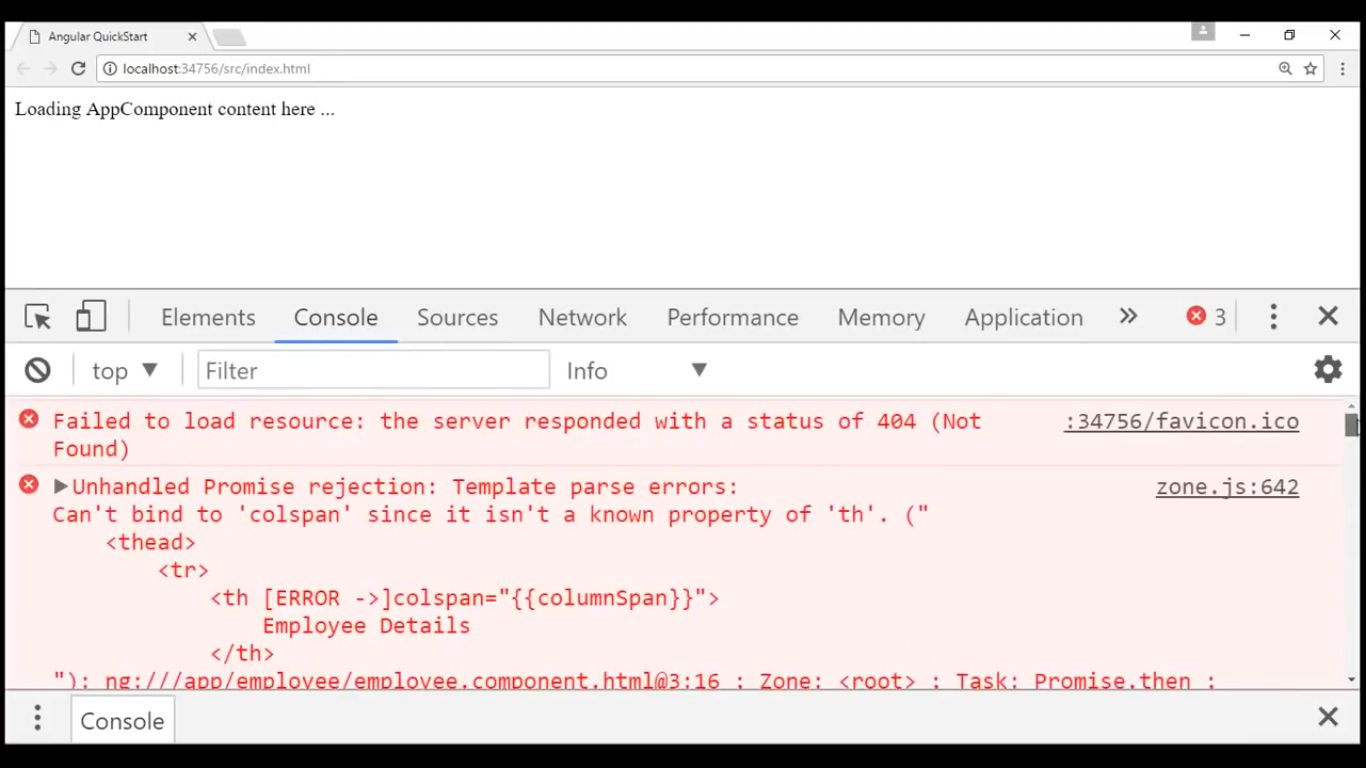 Angular QuickStart
localhost:34756/src/index.html
Loading AppComponent content here ...
Elements Console Sources Network Performance Memory Application » 3
top Filter Info
Failed to load resource: the server responded with a status of 404 (Not :34756/favicon.ico
Found)
Unhandled Promise rejection: Template parse errors: zone.js:642
Can't bind to 'colspan' since it isn't a known property of 'th'. ("
<thead>
<tr>
<th [ERROR ->]colspan="{{columnSpan}}">
Employee Details
</th>
"): ng:///app/employee/employee.component.html@3:16 ; Zone: <root> ; Task: Promise.then ;
Console